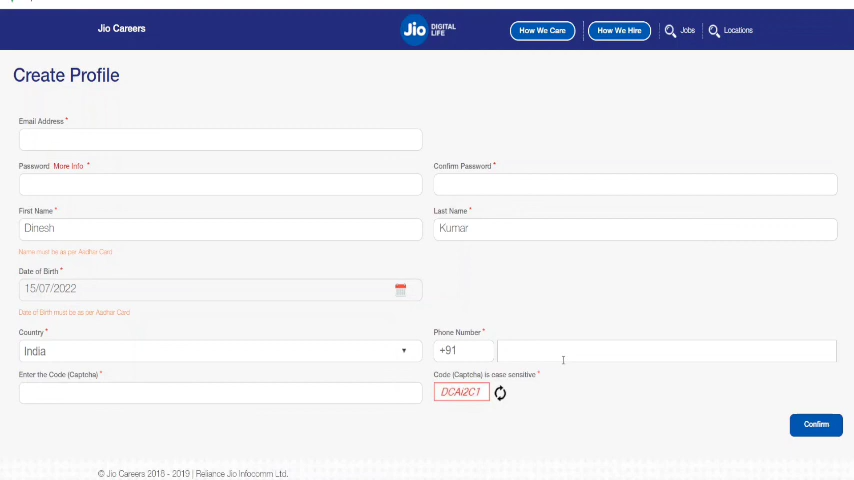 Jio Careers
Jio DIGITAL LIFE
How We Care
How We Hire
Jobs
Locations
Create Profile
Email Address *
Password More Info *
Confirm Password *
First Name *
Last Name *
Dinesh
Kumar
Name must be as per Aadhar Card
Date of Birth *
15/07/2022
Date of Birth must be as per Aadhar Card
Country *
Phone Number *
India
+91
Enter the Code (Captcha) *
Code (Captcha) is case sensitive *
DCAi2C1
Confirm
© Jio Careers 2016 - 2019 | Reliance Jio Infocomm Ltd.